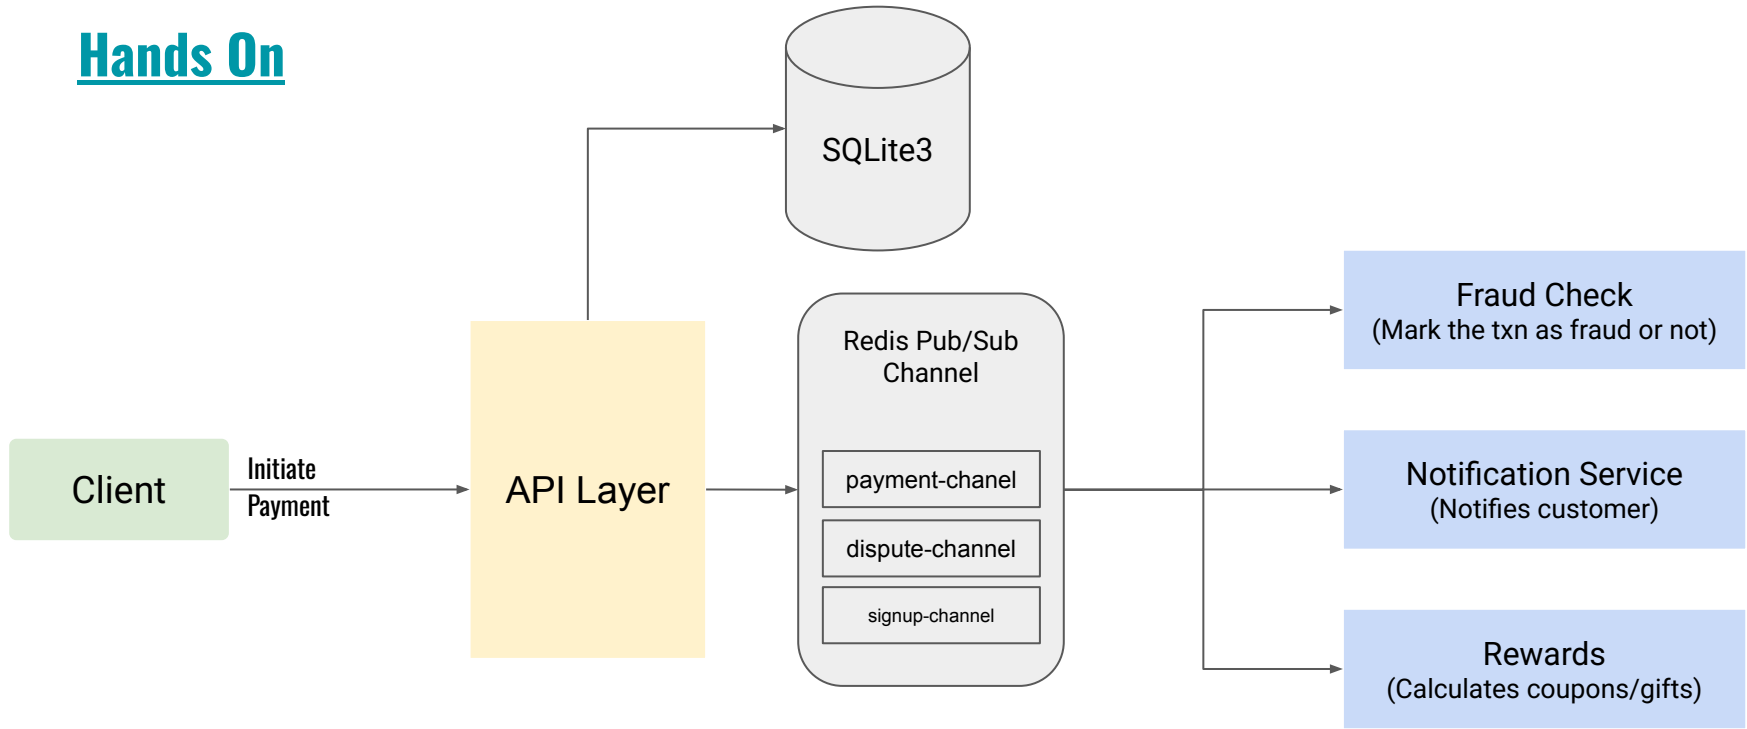 Hands On
SQLite3
Client
Initiate
Payment
API Layer
Redis Pub/Sub
Channel
payment-chanel
dispute-channel
signup-channel
Fraud Check
(Mark the txn as fraud or not)
Notification Service
(Notifies customer)
Rewards
(Calculates coupons/gifts)